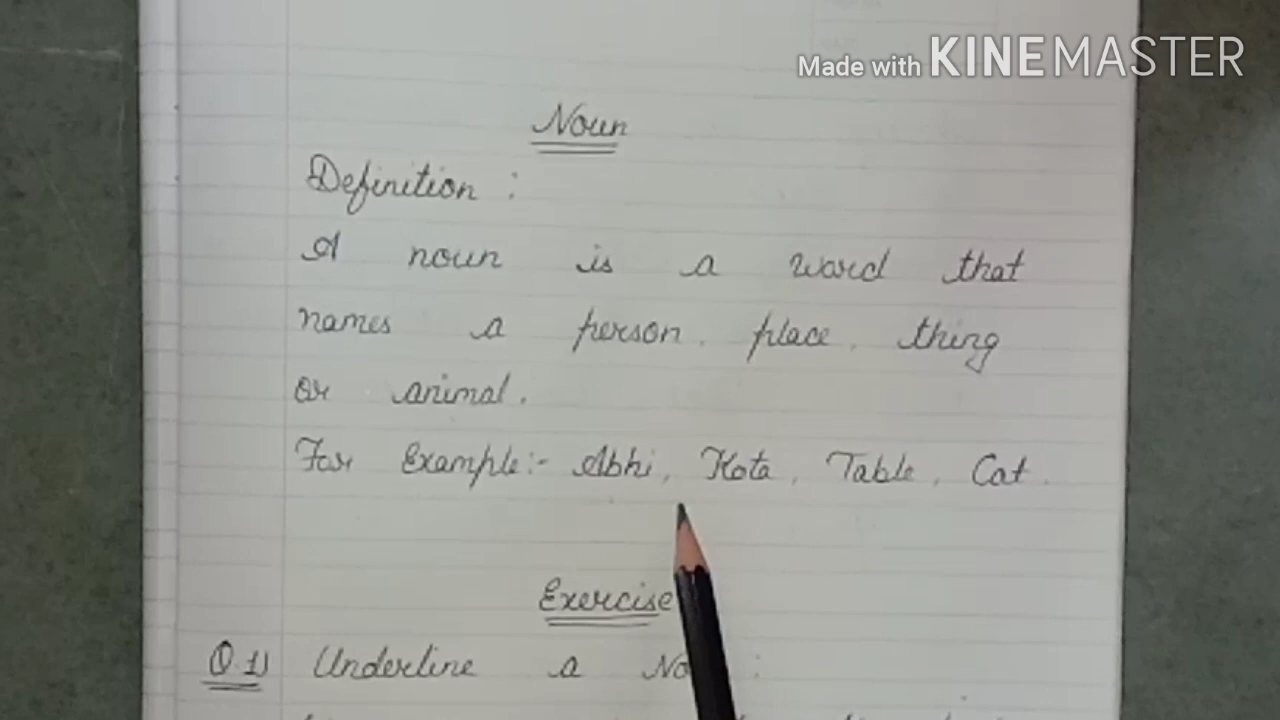 Made with KINEMASTER
Noun
Definition :
A noun is a word that
names a person, place, thing
or animal.
For Example:- Abhi, Kota, Table, Cat.
Exercise
Q.1) Underline a No :